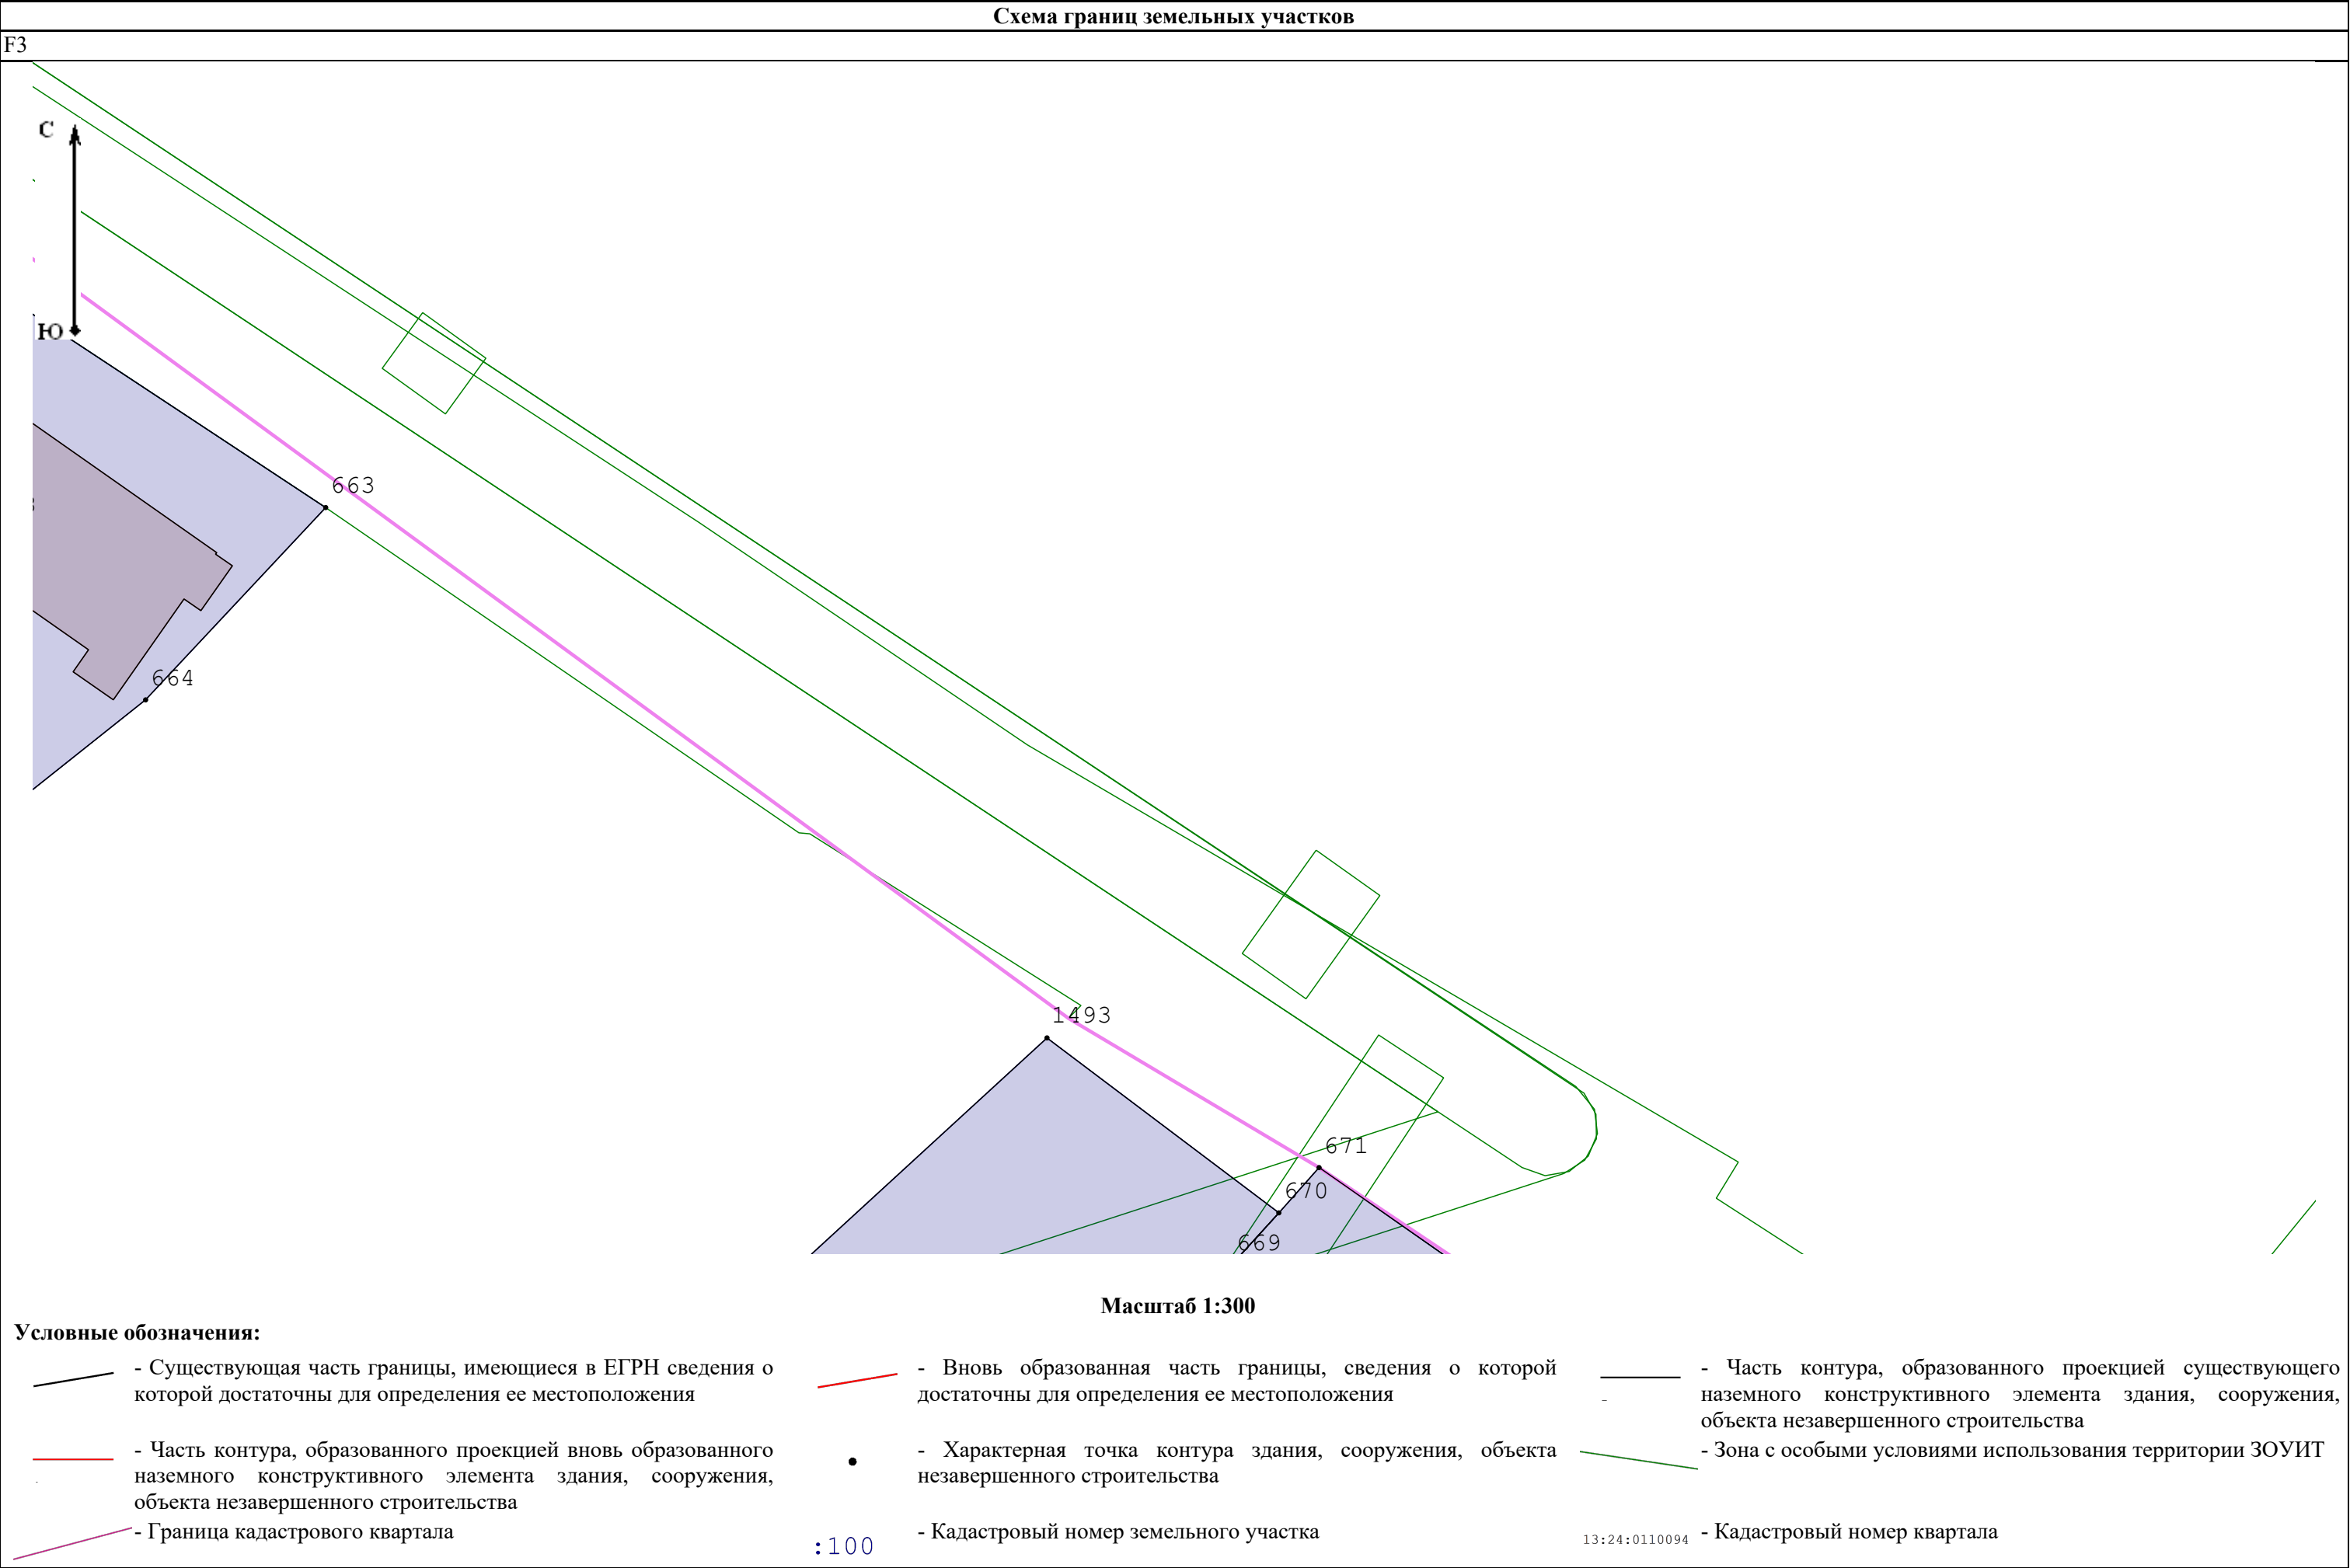 Схема границ земельных участков
F3
С
Ю
663
664
1493
671
670
669
Масштаб 1:300
Условные обозначения:
- Существующая часть границы, имеющиеся в ЕГРН сведения о
которой достаточны для определения ее местоположения
- Вновь образованная часть границы, сведения о которой
достаточны для определения ее местоположения
- Часть контура, образованного проекцией существующего
наземного конструктивного элемента здания, сооружения,
объекта незавершенного строительства
- Часть контура, образованного проекцией вновь образованного
наземного конструктивного элемента здания, сооружения,
объекта незавершенного строительства
- Характерная точка контура здания, сооружения, объекта
незавершенного строительства
- Зона с особыми условиями использования территории ЗОУИТ
- Граница кадастрового квартала
:100
- Кадастровый номер земельного участка
13:24:0110094
- Кадастровый номер квартала